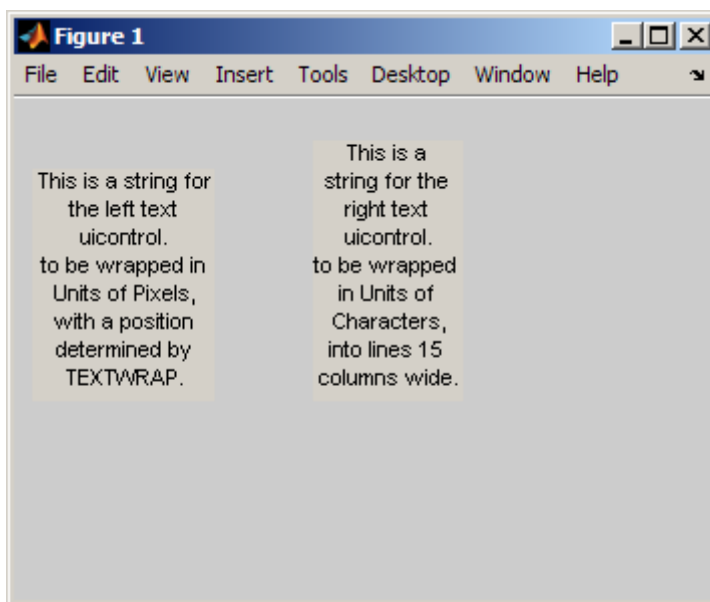 Figure 1
File Edit View Insert Tools Desktop Window Help
This is a string for
the left text
uicontrol.
to be wrapped in
Units of Pixels,
with a position
determined by
TEXTWRAP.
This is a
string for the
right text
uicontrol.
to be wrapped
in Units of
Characters,
into lines 15
columns wide.